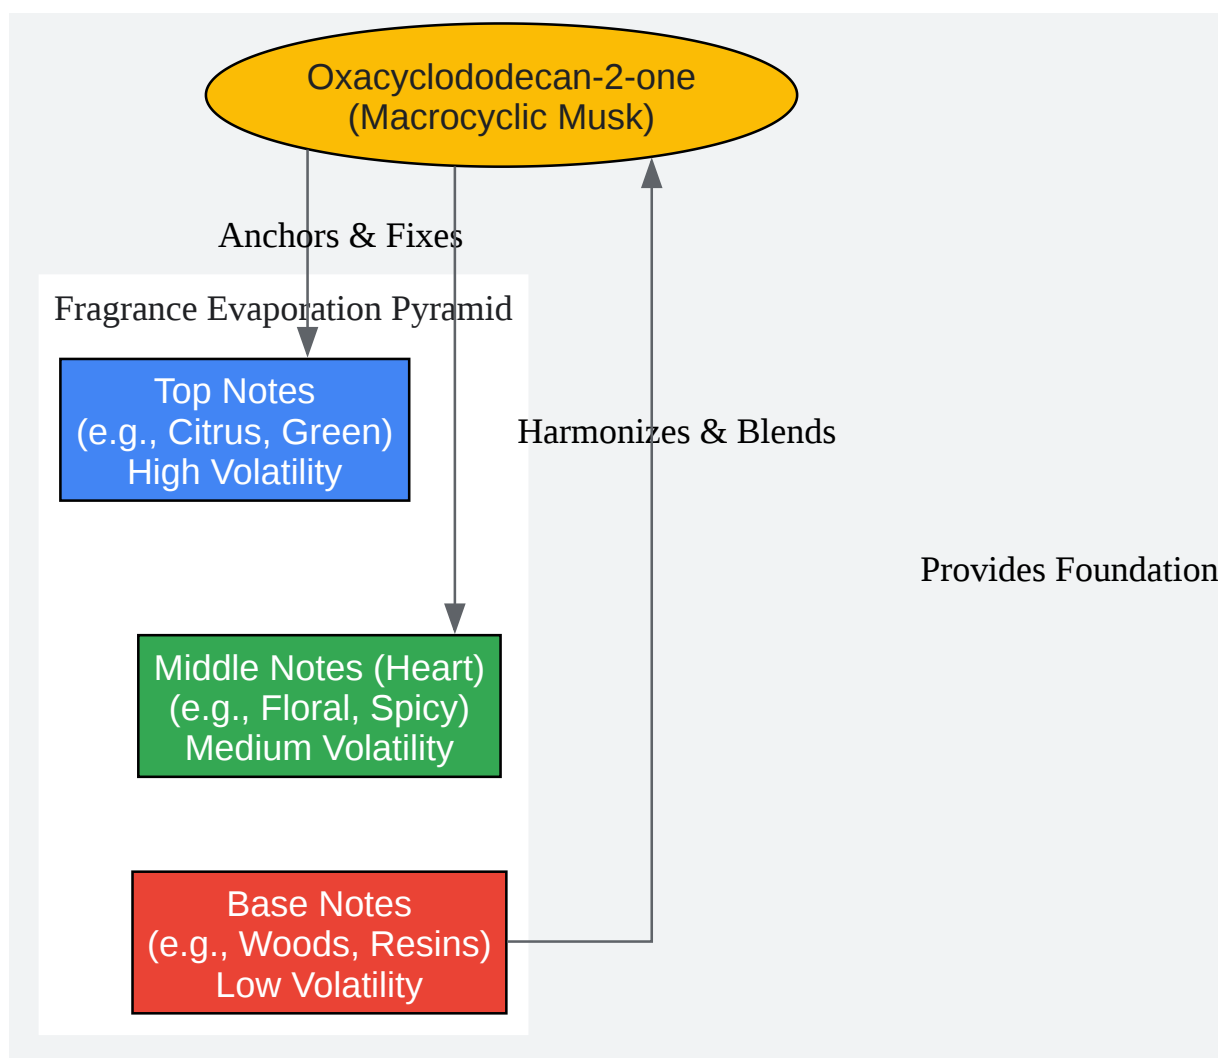 Oxacyclododecan-2-one
(Macrocyclic Musk)
Anchors & Fixes
Fragrance Evaporation Pyramid
Top Notes
(e.g., Citrus, Green)
High Volatility
Harmonizes & Blends
Provides Foundation
Middle Notes (Heart)
(e.g., Floral, Spicy)
Medium Volatility
Base Notes
(e.g., Woods, Resins)
Low Volatility